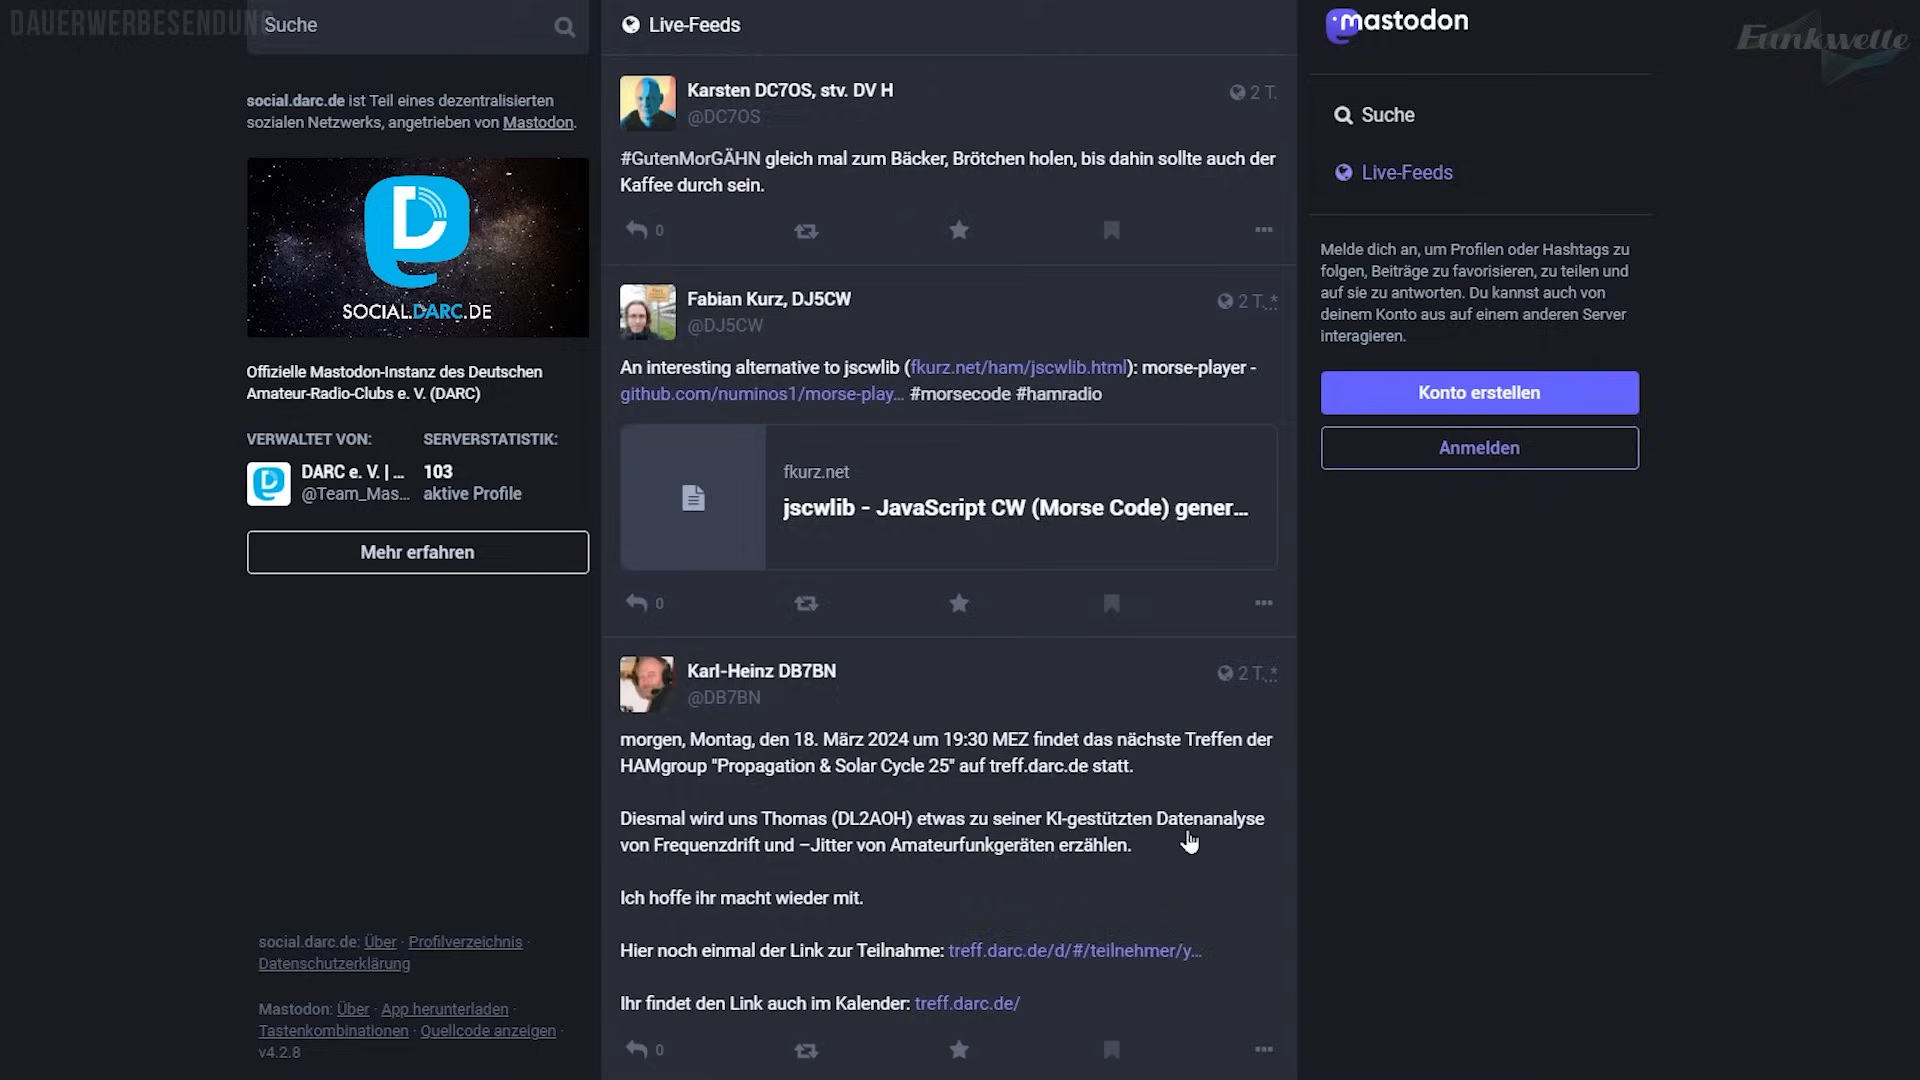 DAUERWERBESENDUNG
Suche
social.darc.de ist Teil eines dezentralisierten
sozialen Netzwerks, angetrieben von Mastodon.
SOCIAL.DARC.DE
Offizielle Mastodon-Instanz des Deutschen
Amateur-Radio-Clubs e. V. (DARC)
VERWALTET VON:
DARC e. V. | ...
@Team_Mas...
SERVERSTATISTIK:
103
aktive Profile
Mehr erfahren
social.darc.de: Über · Profilverzeichnis ·
Datenschutzerklärung
Mastodon: Über · App herunterladen ·
Tastenkombinationen · Quellcode anzeigen ·
v4.2.8
Live-Feeds
Karsten DC7OS, stv. DV H
2 T.
@DC7OS
#GutenMorGÄHN gleich mal zum Bäcker, Brötchen holen, bis dahin sollte auch der
Kaffee durch sein.
0
Fabian Kurz, DJ5CW
2 T.*
@DJ5CW
An interesting alternative to jscwlib (fkurz.net/ham/jscwlib.html): morse-player -
github.com/numinos1/morse-play... #morsecode #hamradio
fkurz.net
jscwlib - JavaScript CW (Morse Code) gener...
0
Karl-Heinz DB7BN
2 T.*
@DB7BN
morgen, Montag, den 18. März 2024 um 19:30 MEZ findet das nächste Treffen der
HAMgroup "Propagation & Solar Cycle 25" auf treff.darc.de statt.
Diesmal wird uns Thomas (DL2AOH) etwas zu seiner KI-gestützten Datenanalyse
von Frequenzdrift und –Jitter von Amateurfunkgeräten erzählen.
Ich hoffe ihr macht wieder mit.
Hier noch einmal der Link zur Teilnahme: treff.darc.de/d/#/teilnehmer/y...
Ihr findet den Link auch im Kalender: treff.darc.de/
0
mastodon
Funkwelle
Suche
Live-Feeds
Melde dich an, um Profilen oder Hashtags zu
folgen, Beiträge zu favorisieren, zu teilen und
auf sie zu antworten. Du kannst auch von
deinem Konto aus auf einem anderen Server
interagieren.
Konto erstellen
Anmelden